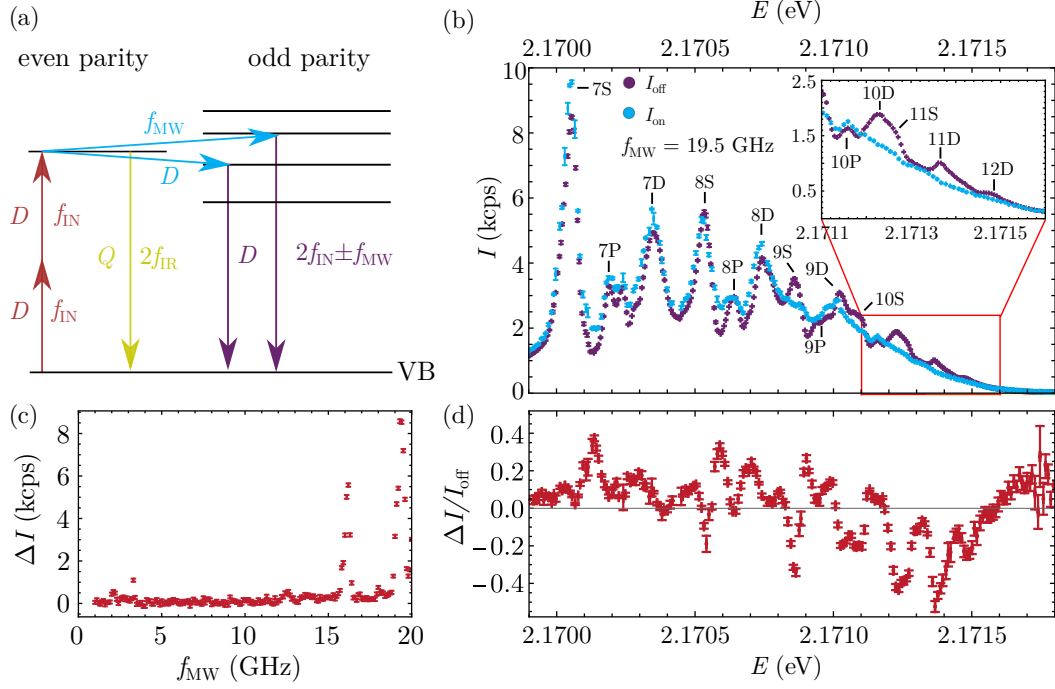 (a)
even parity
odd parity
f_MW
D
D
f_IN
Q
2f_IR
D
2f_IN±f_MW
D
f_IN
VB
(b)
E (eV)
2.1700
2.1705
2.1710
2.1715
I (kcps)
10
8
6
4
2
0
7S
I_off
I_on
f_MW = 19.5 GHz
7P
7D
8S
8P
8D
9S
9P
9D
10S
2.5
1.5
0.5
10D
11S
10P
11D
12D
2.1711
2.1713
2.1715
(c)
ΔI (kcps)
8
6
4
2
0
0
5
10
15
20
f_MW (GHz)
(d)
ΔI/I_off
0.4
0.2
0.0
−0.2
−0.4
2.1700
2.1705
2.1710
2.1715
E (eV)